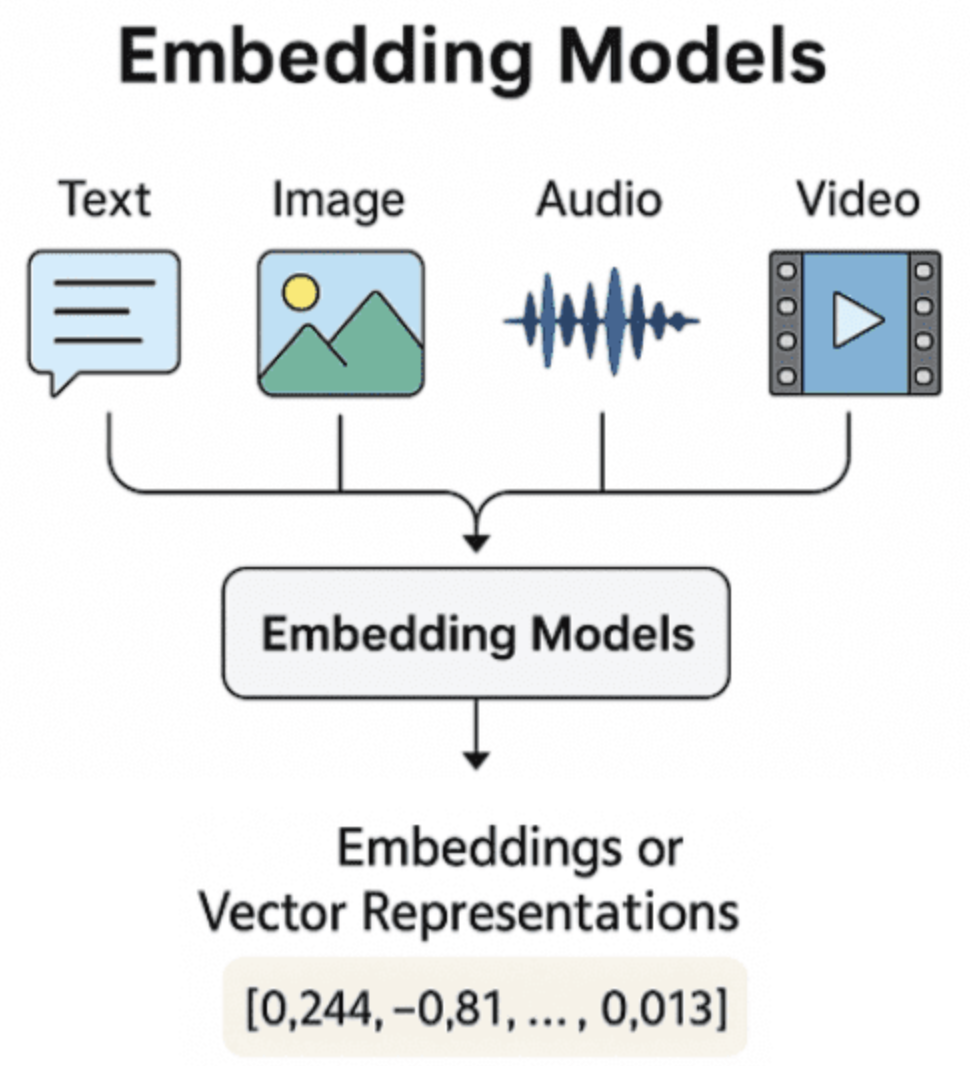 Embedding Models
Text Image Audio Video
Embedding Models
Embeddings or
Vector Representations
[0,244, –0,81, ... , 0,013]